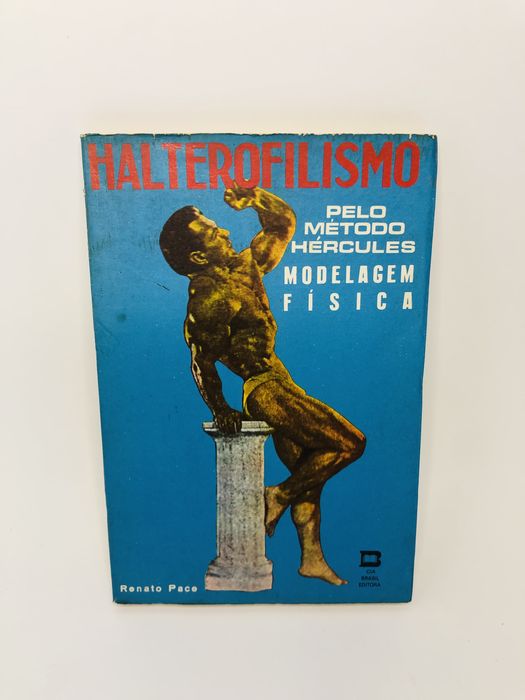 HALTEROFILISMO
PELO
MÉTODO
HÉRCULES
MODELAGEM
FÍSICA
Renato Pace
CIA
BRASIL
EDITORA